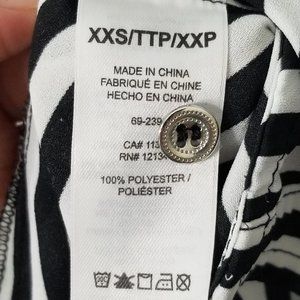 XXS/TTP/XXP
MADE IN CHINA
FABRIQUÉ EN CHINE
HECHO EN CHINA
69-239
CA# 113
RN# 1213
100% POLYESTER /
POLIÉSTER